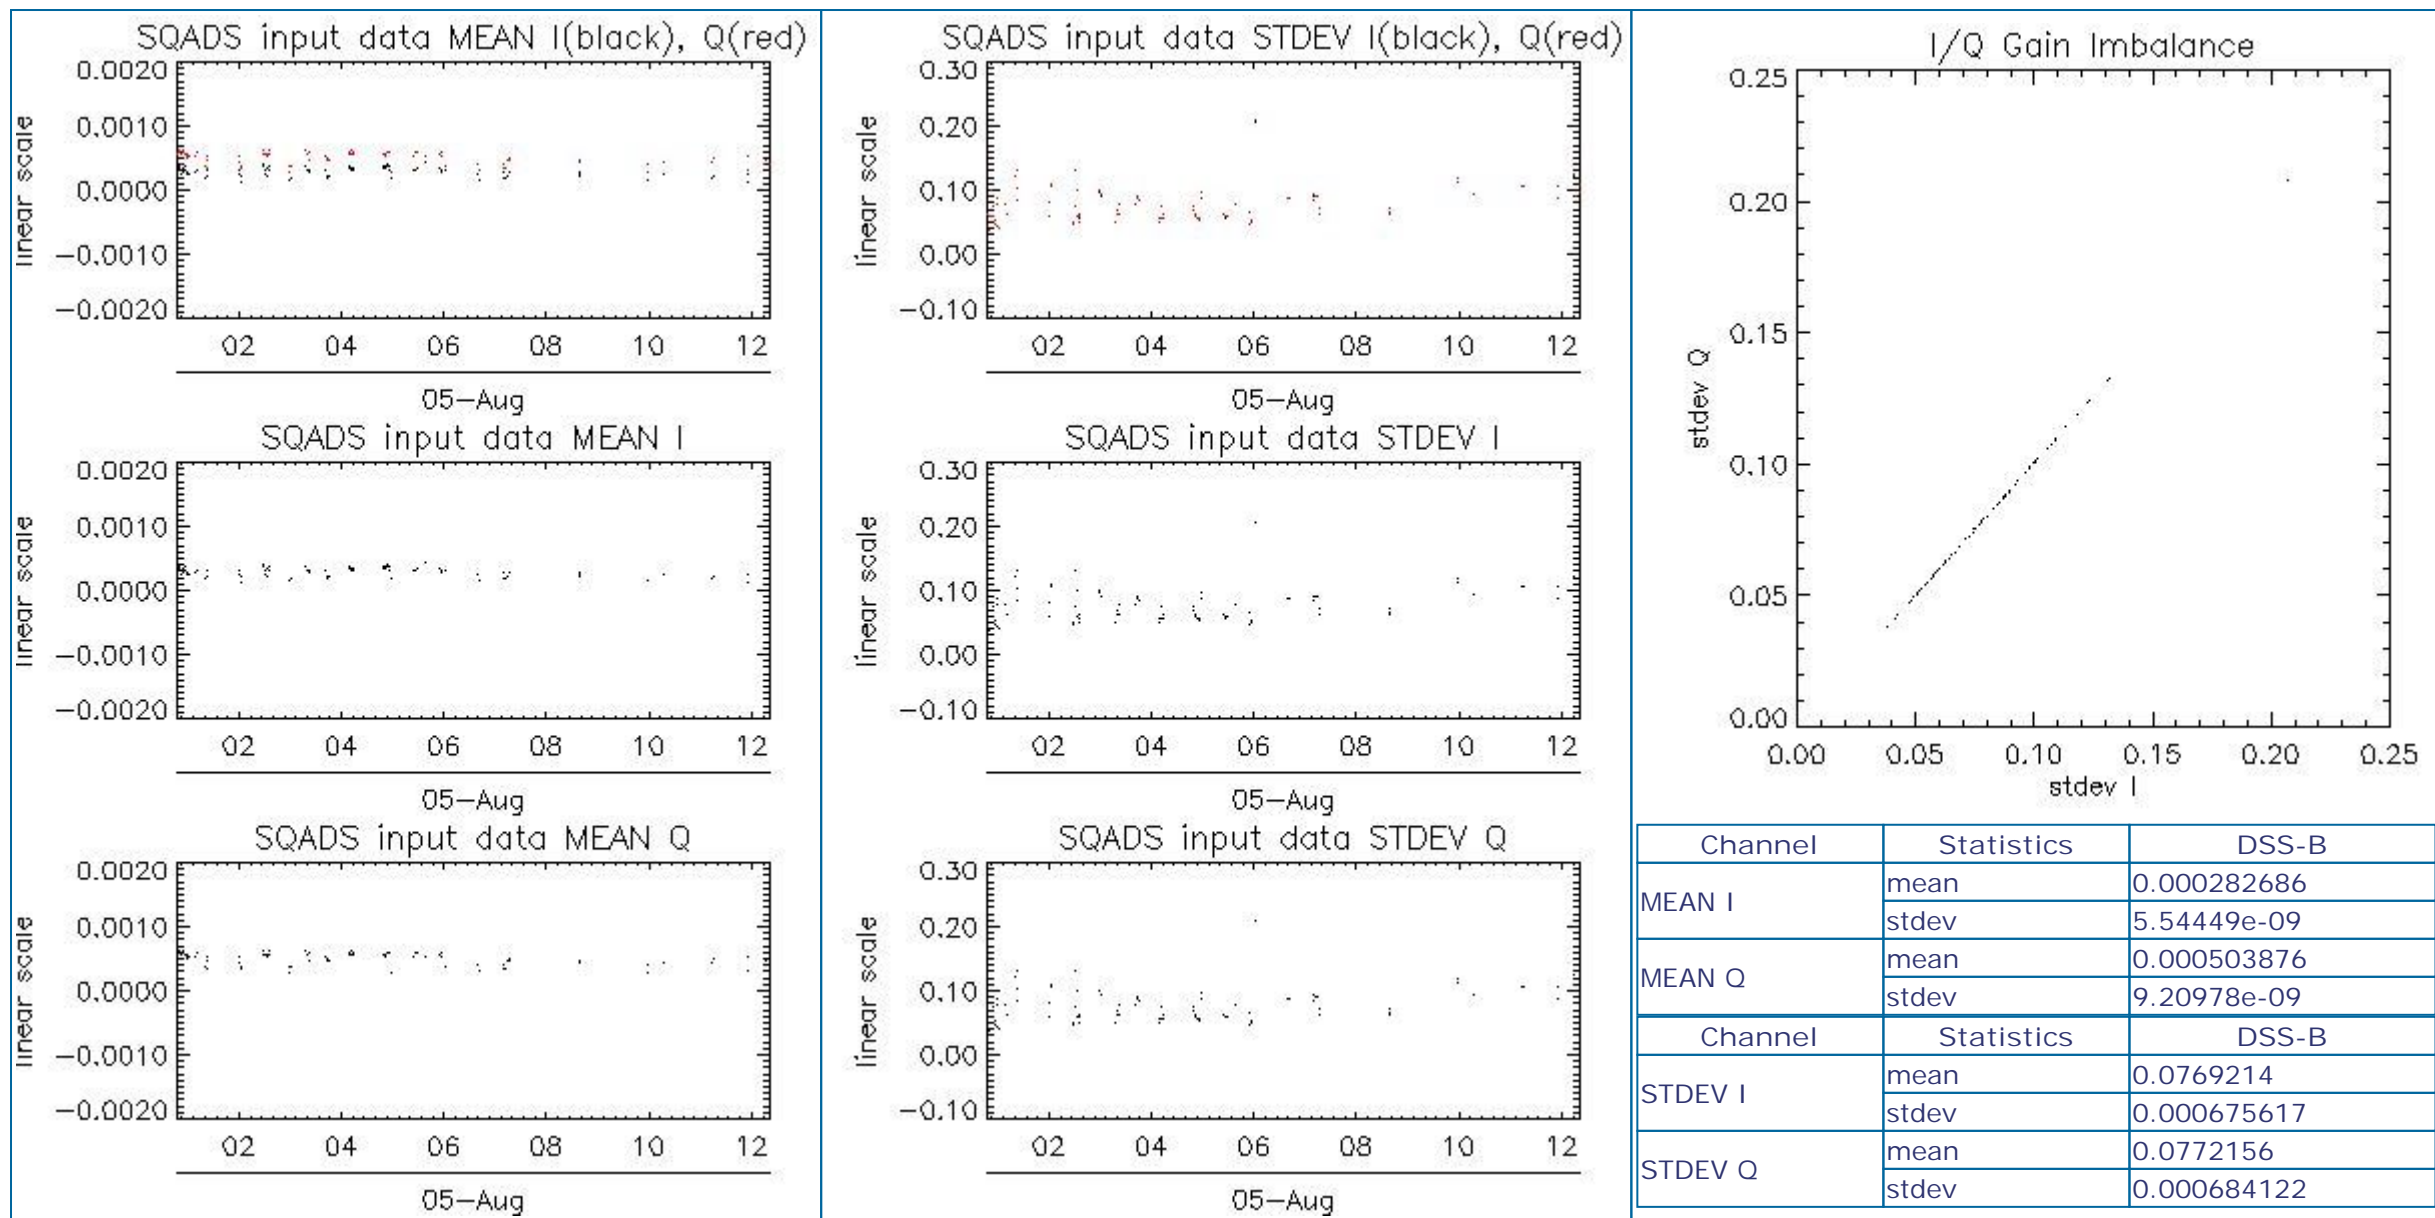 SQADS input data MEAN I(black), Q(red)
0.0020
0.0010
0.0000
−0.0010
−0.0020
linear scale
02 04 06 08 10 12
05−Aug
SQADS input data MEAN I
0.0020
0.0010
0.0000
−0.0010
−0.0020
linear scale
02 04 06 08 10 12
05−Aug
SQADS input data MEAN Q
0.0020
0.0010
0.0000
−0.0010
−0.0020
linear scale
02 04 06 08 10 12
05−Aug
SQADS input data STDEV I(black), Q(red)
0.30
0.20
0.10
0.00
−0.10
linear scale
02 04 06 08 10 12
05−Aug
SQADS input data STDEV I
0.30
0.20
0.10
0.00
−0.10
linear scale
02 04 06 08 10 12
05−Aug
SQADS input data STDEV Q
0.30
0.20
0.10
0.00
−0.10
linear scale
02 04 06 08 10 12
05−Aug
I/Q Gain Imbalance
0.25
0.20
0.15
0.10
0.05
0.00
stdev Q
0.00 0.05 0.10 0.15 0.20 0.25
stdev I
Channel Statistics DSS-B
MEAN I mean 0.000282686
stdev 5.54449e-09
MEAN Q mean 0.000503876
stdev 9.20978e-09
Channel Statistics DSS-B
STDEV I mean 0.0769214
stdev 0.000675617
STDEV Q mean 0.0772156
stdev 0.000684122